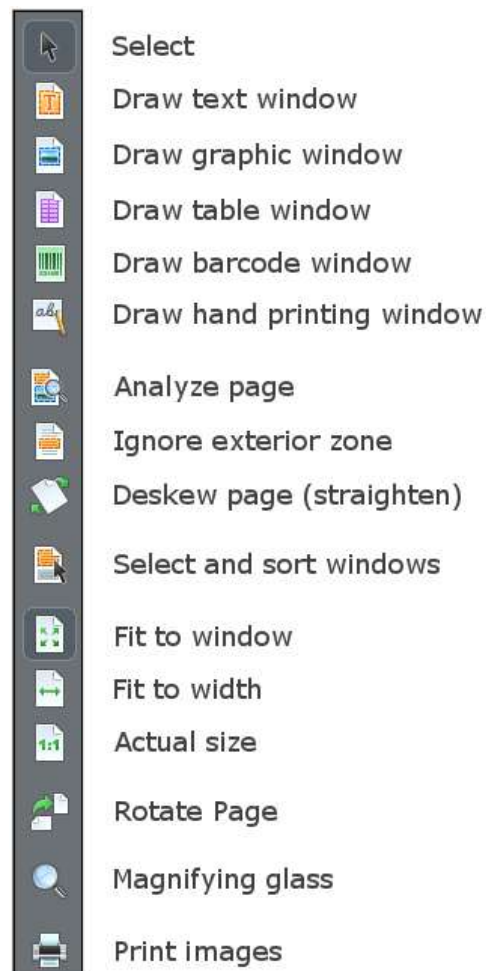 Select
Draw text window
Draw graphic window
Draw table window
Draw barcode window
Draw hand printing window
Analyze page
Ignore exterior zone
Deskew page (straighten)
Select and sort windows
Fit to window
Fit to width
1:1 Actual size
Rotate Page
Magnifying glass
Print images